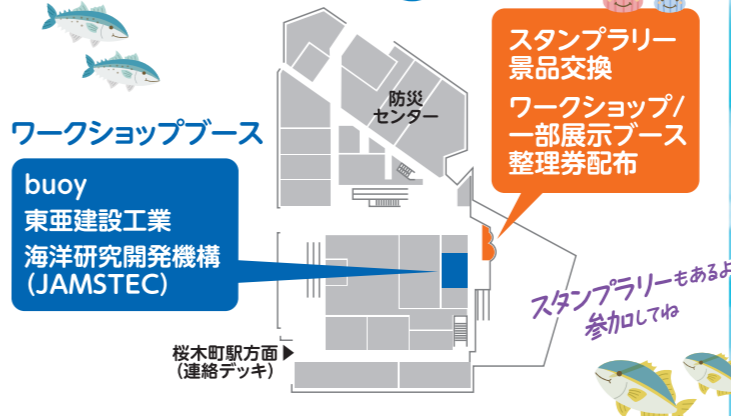 スタンプラリー
景品交換
ワークショップ/
一部展示ブース
整理券配布
防災
センター
ワークショップブース
buoy
東亜建設工業
海洋研究開発機構
(JAMSTEC)
スタンプラリーもあるよ
参加してね
桜木町駅方面▶
(連絡デッキ)